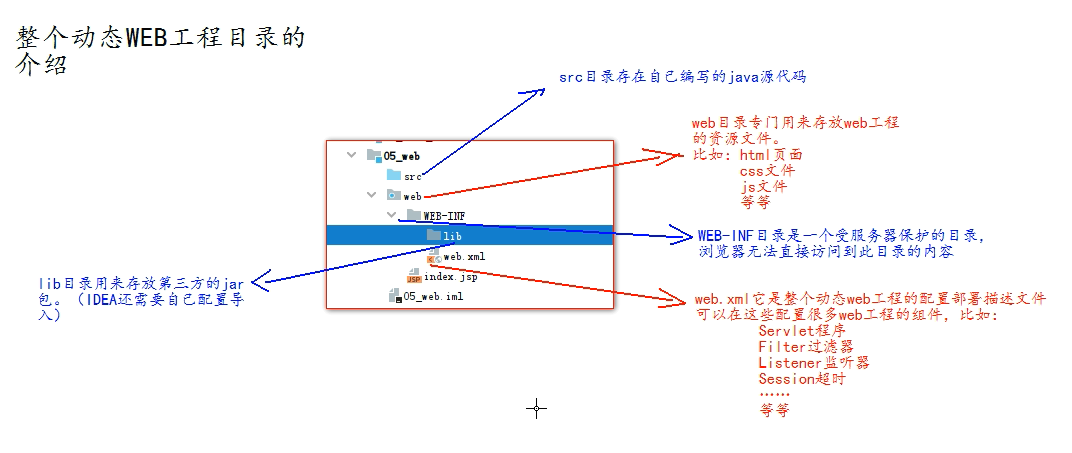 整个动态WEB工程目录的
介绍
src目录存在自己编写的java源代码
web目录专门用来存放web工程
的资源文件。
比如：html页面
css文件
js文件
等等
05_web
src
web
WEB-INF
lib
web.xml
index.jsp
05_web.iml
WEB-INF目录是一个受服务器保护的目录，
浏览器无法直接访问到此目录的内容
lib目录用来存放第三方的jar
包。（IDEA还需要自己配置导
入）
web.xml它是整个动态web工程的配置部署描述文件
可以在这些配置很多web工程的组件，比如：
Servlet程序
Filter过滤器
Listener监听器
Session超时
……
等等